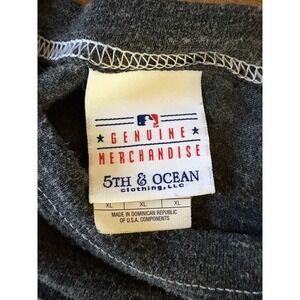 GENUINE
MERCHANDISE
5TH & OCEAN
clothing, LLC
XL XL XL
MADE IN DOMINICAN REPUBLIC
OF U.S.A. COMPONENTS